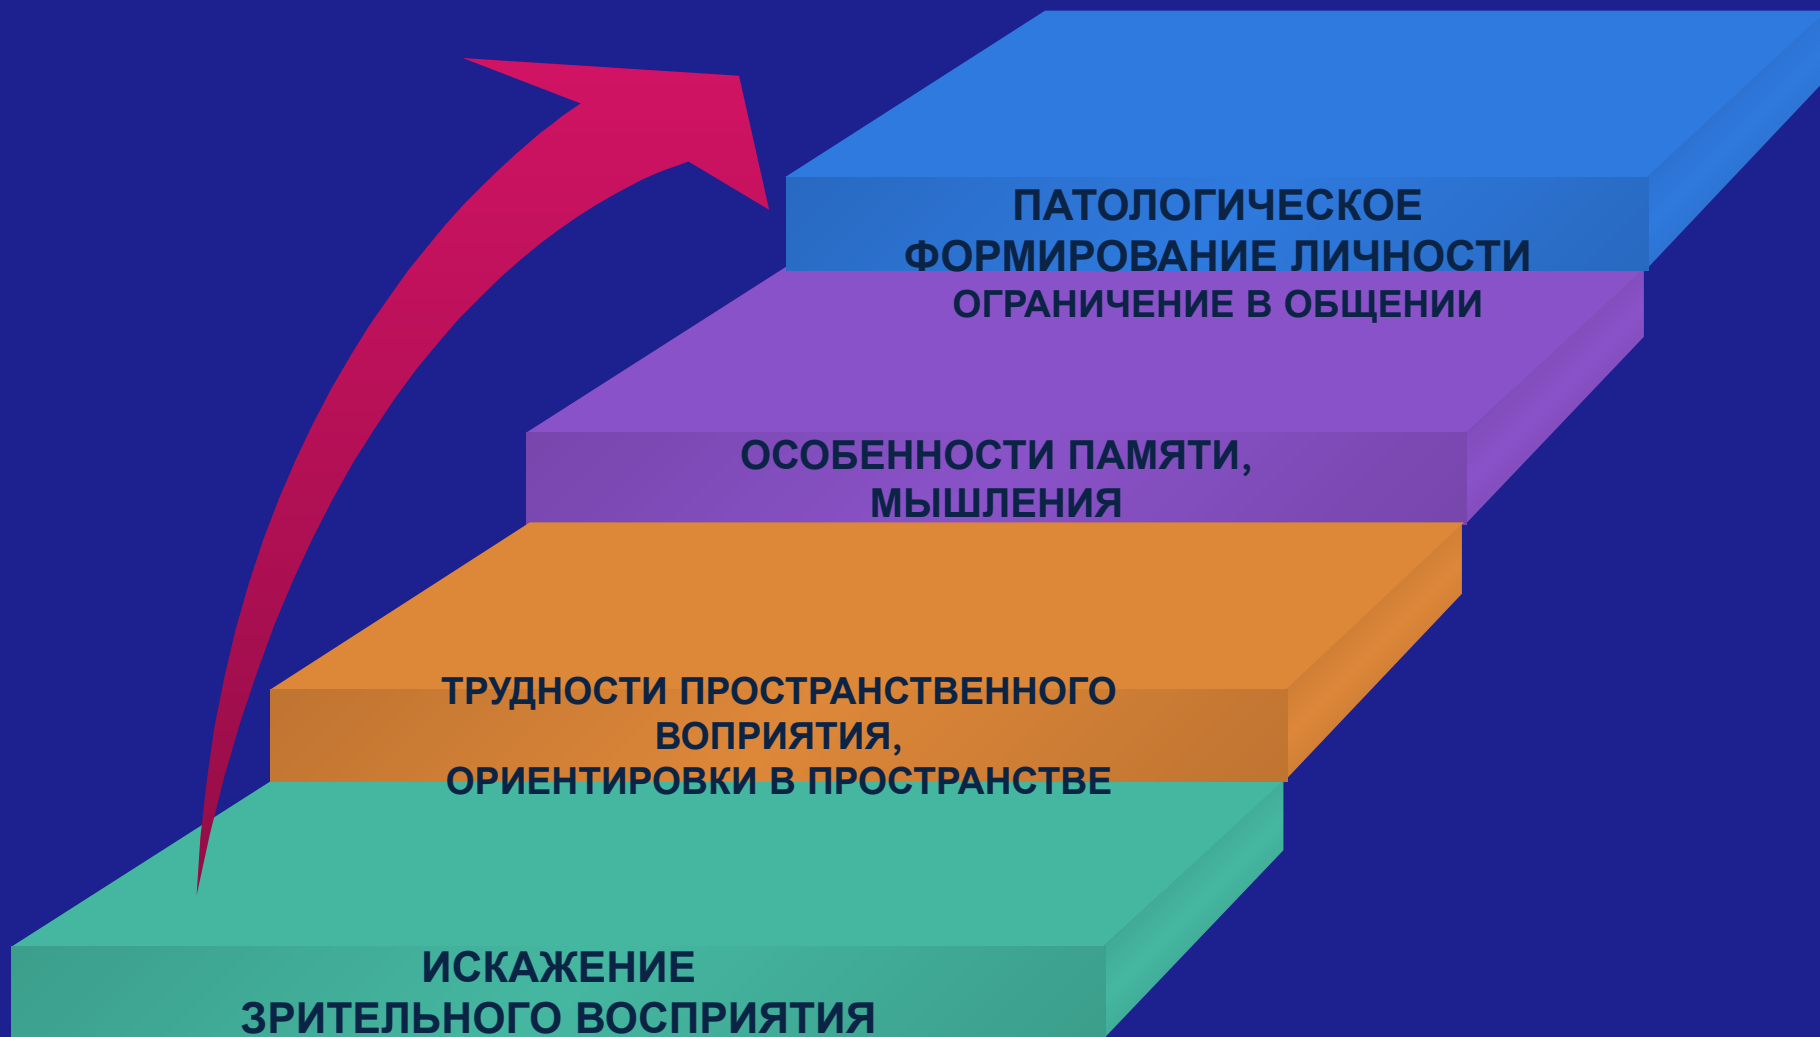 ПАТОЛОГИЧЕСКОЕ
ФОРМИРОВАНИЕ ЛИЧНОСТИ
ОГРАНИЧЕНИЕ В ОБЩЕНИИ
ОСОБЕННОСТИ ПАМЯТИ,
МЫШЛЕНИЯ
ТРУДНОСТИ ПРОСТРАНСТВЕННОГО
ВОПРИЯТИЯ,
ОРИЕНТИРОВКИ В ПРОСТРАНСТВЕ
ИСКАЖЕНИЕ
ЗРИТЕЛЬНОГО ВОСПРИЯТИЯ